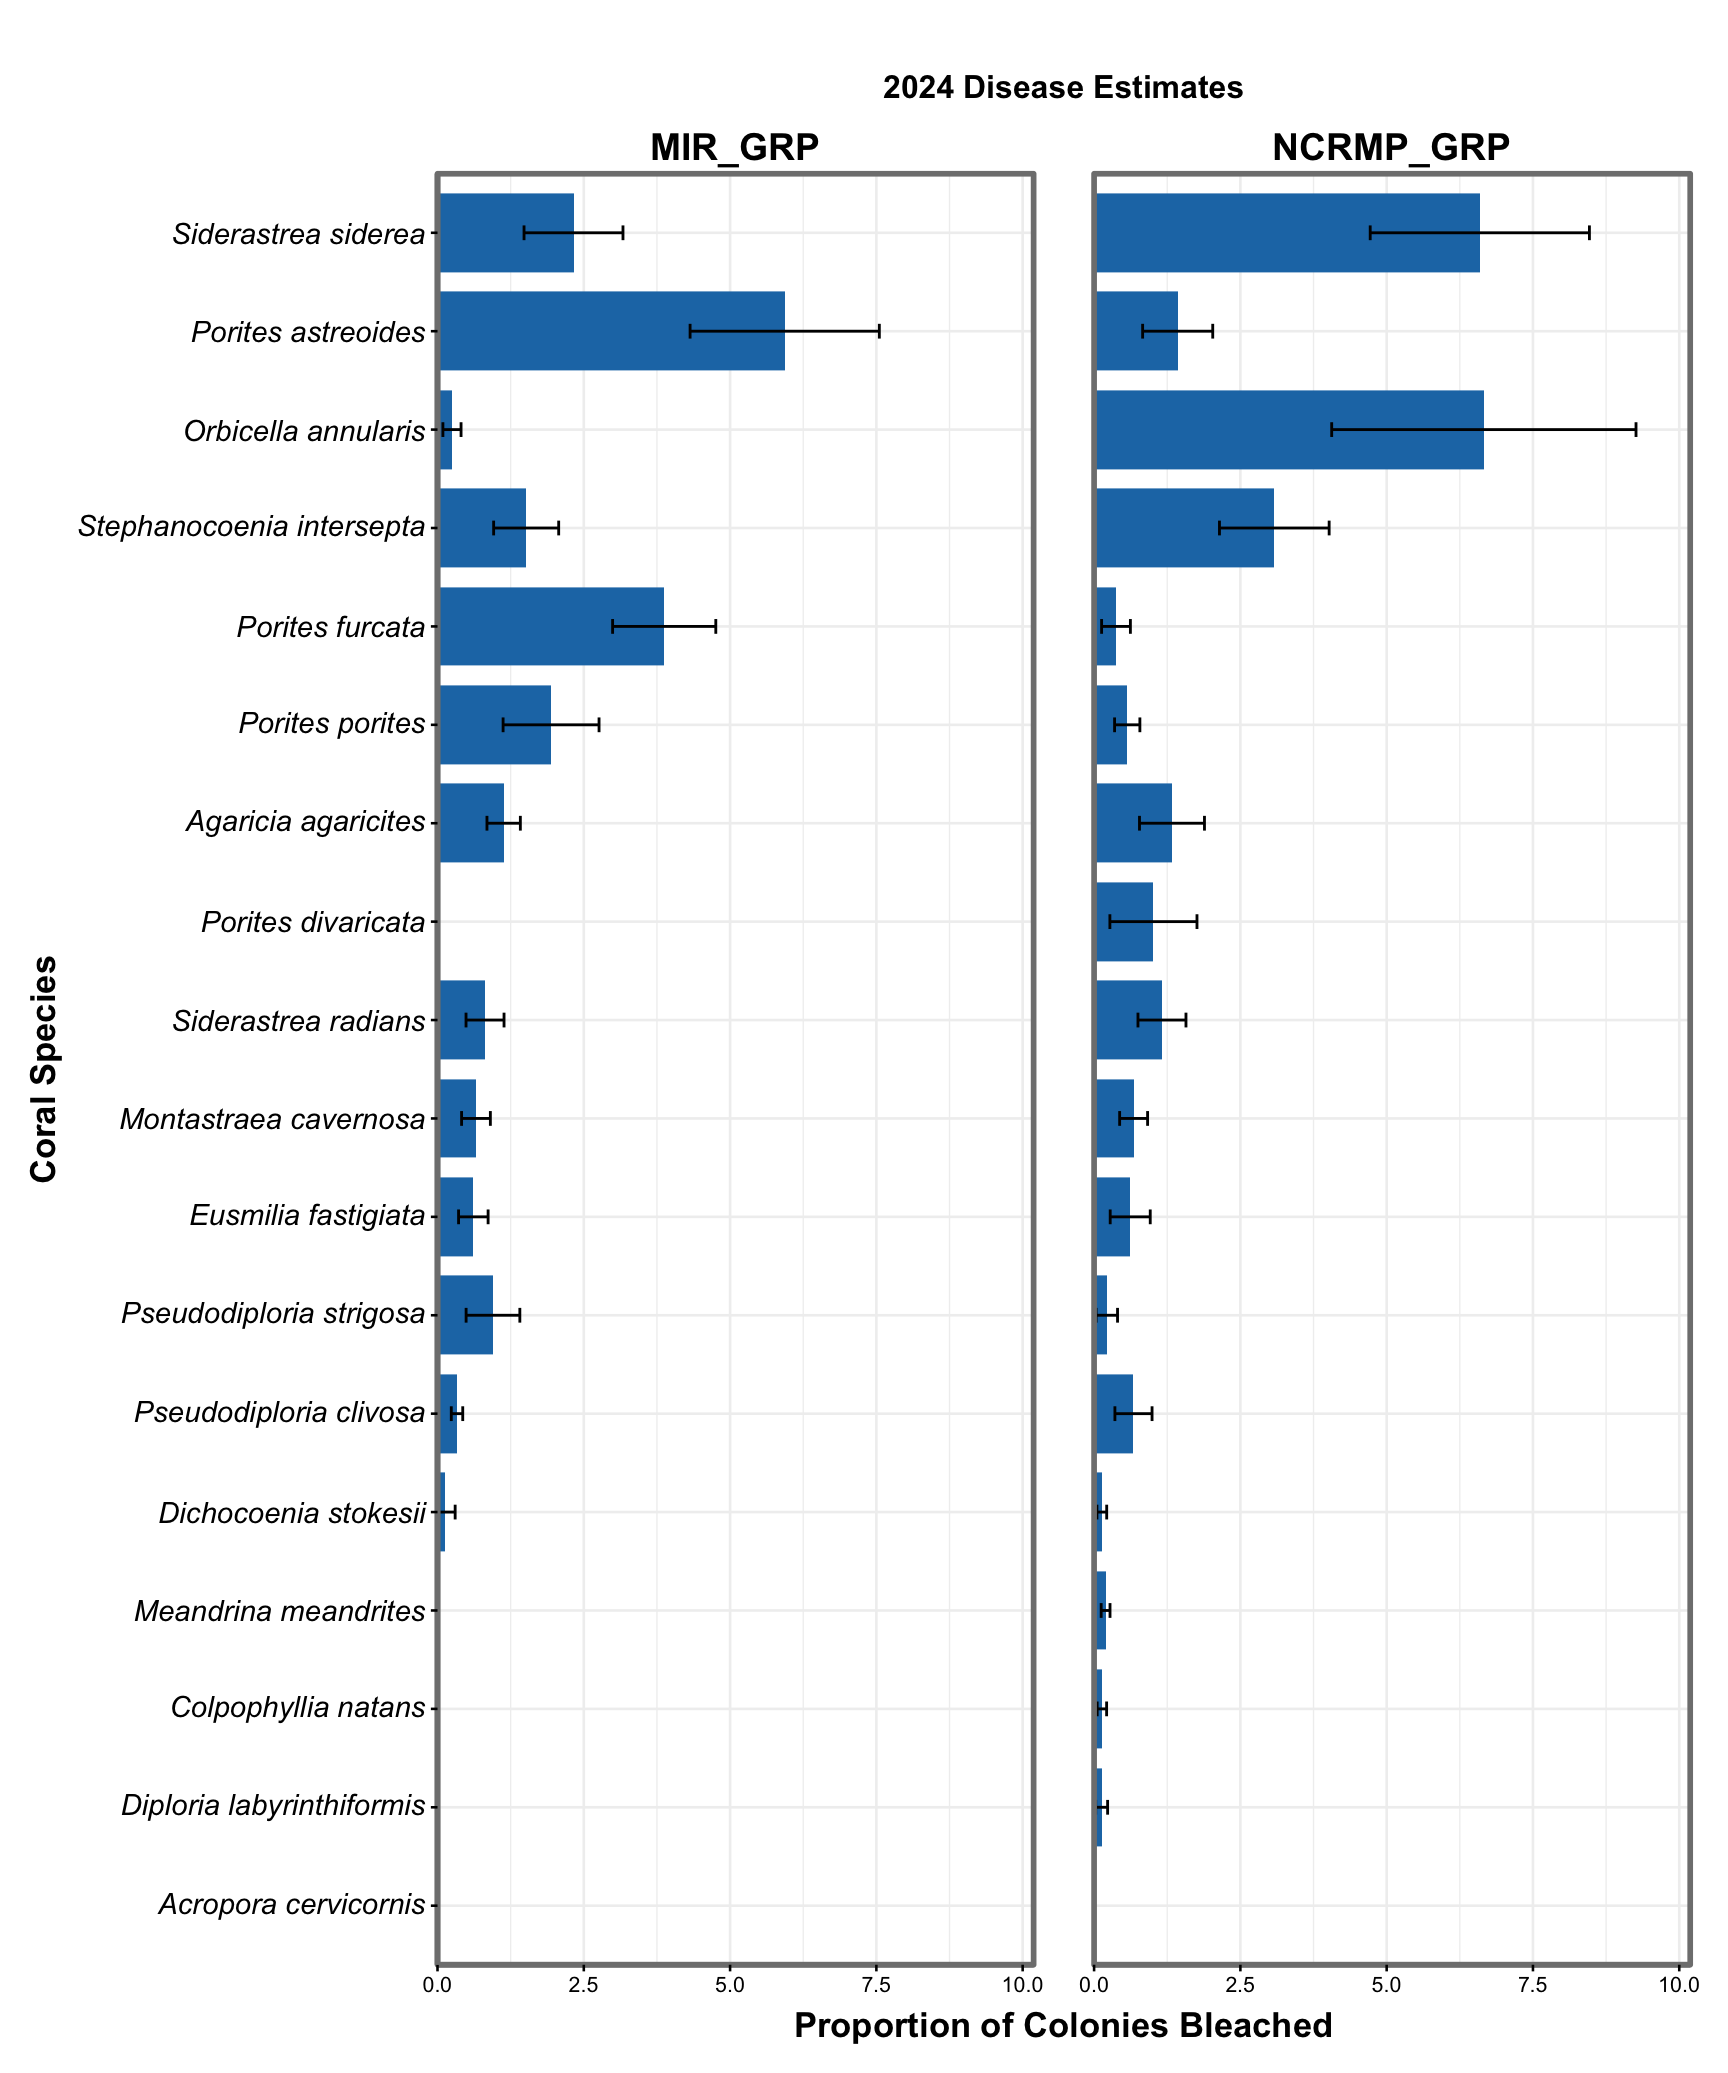 2024 Disease Estimates
MIR_GRP
NCRMP_GRP
Siderastrea siderea
Porites astreoides
Orbicella annularis
Stephanocoenia intersepta
Porites furcata
Porites porites
Agaricia agaricites
Porites divaricata
Siderastrea radians
Montastraea cavernosa
Eusmilia fastigiata
Pseudodiploria strigosa
Pseudodiploria clivosa
Dichocoenia stokesii
Meandrina meandrites
Colpophyllia natans
Diploria labyrinthiformis
Acropora cervicornis
Coral Species
0.0 2.5 5.0 7.5 10.0
0.0 2.5 5.0 7.5 10.0
Proportion of Colonies Bleached